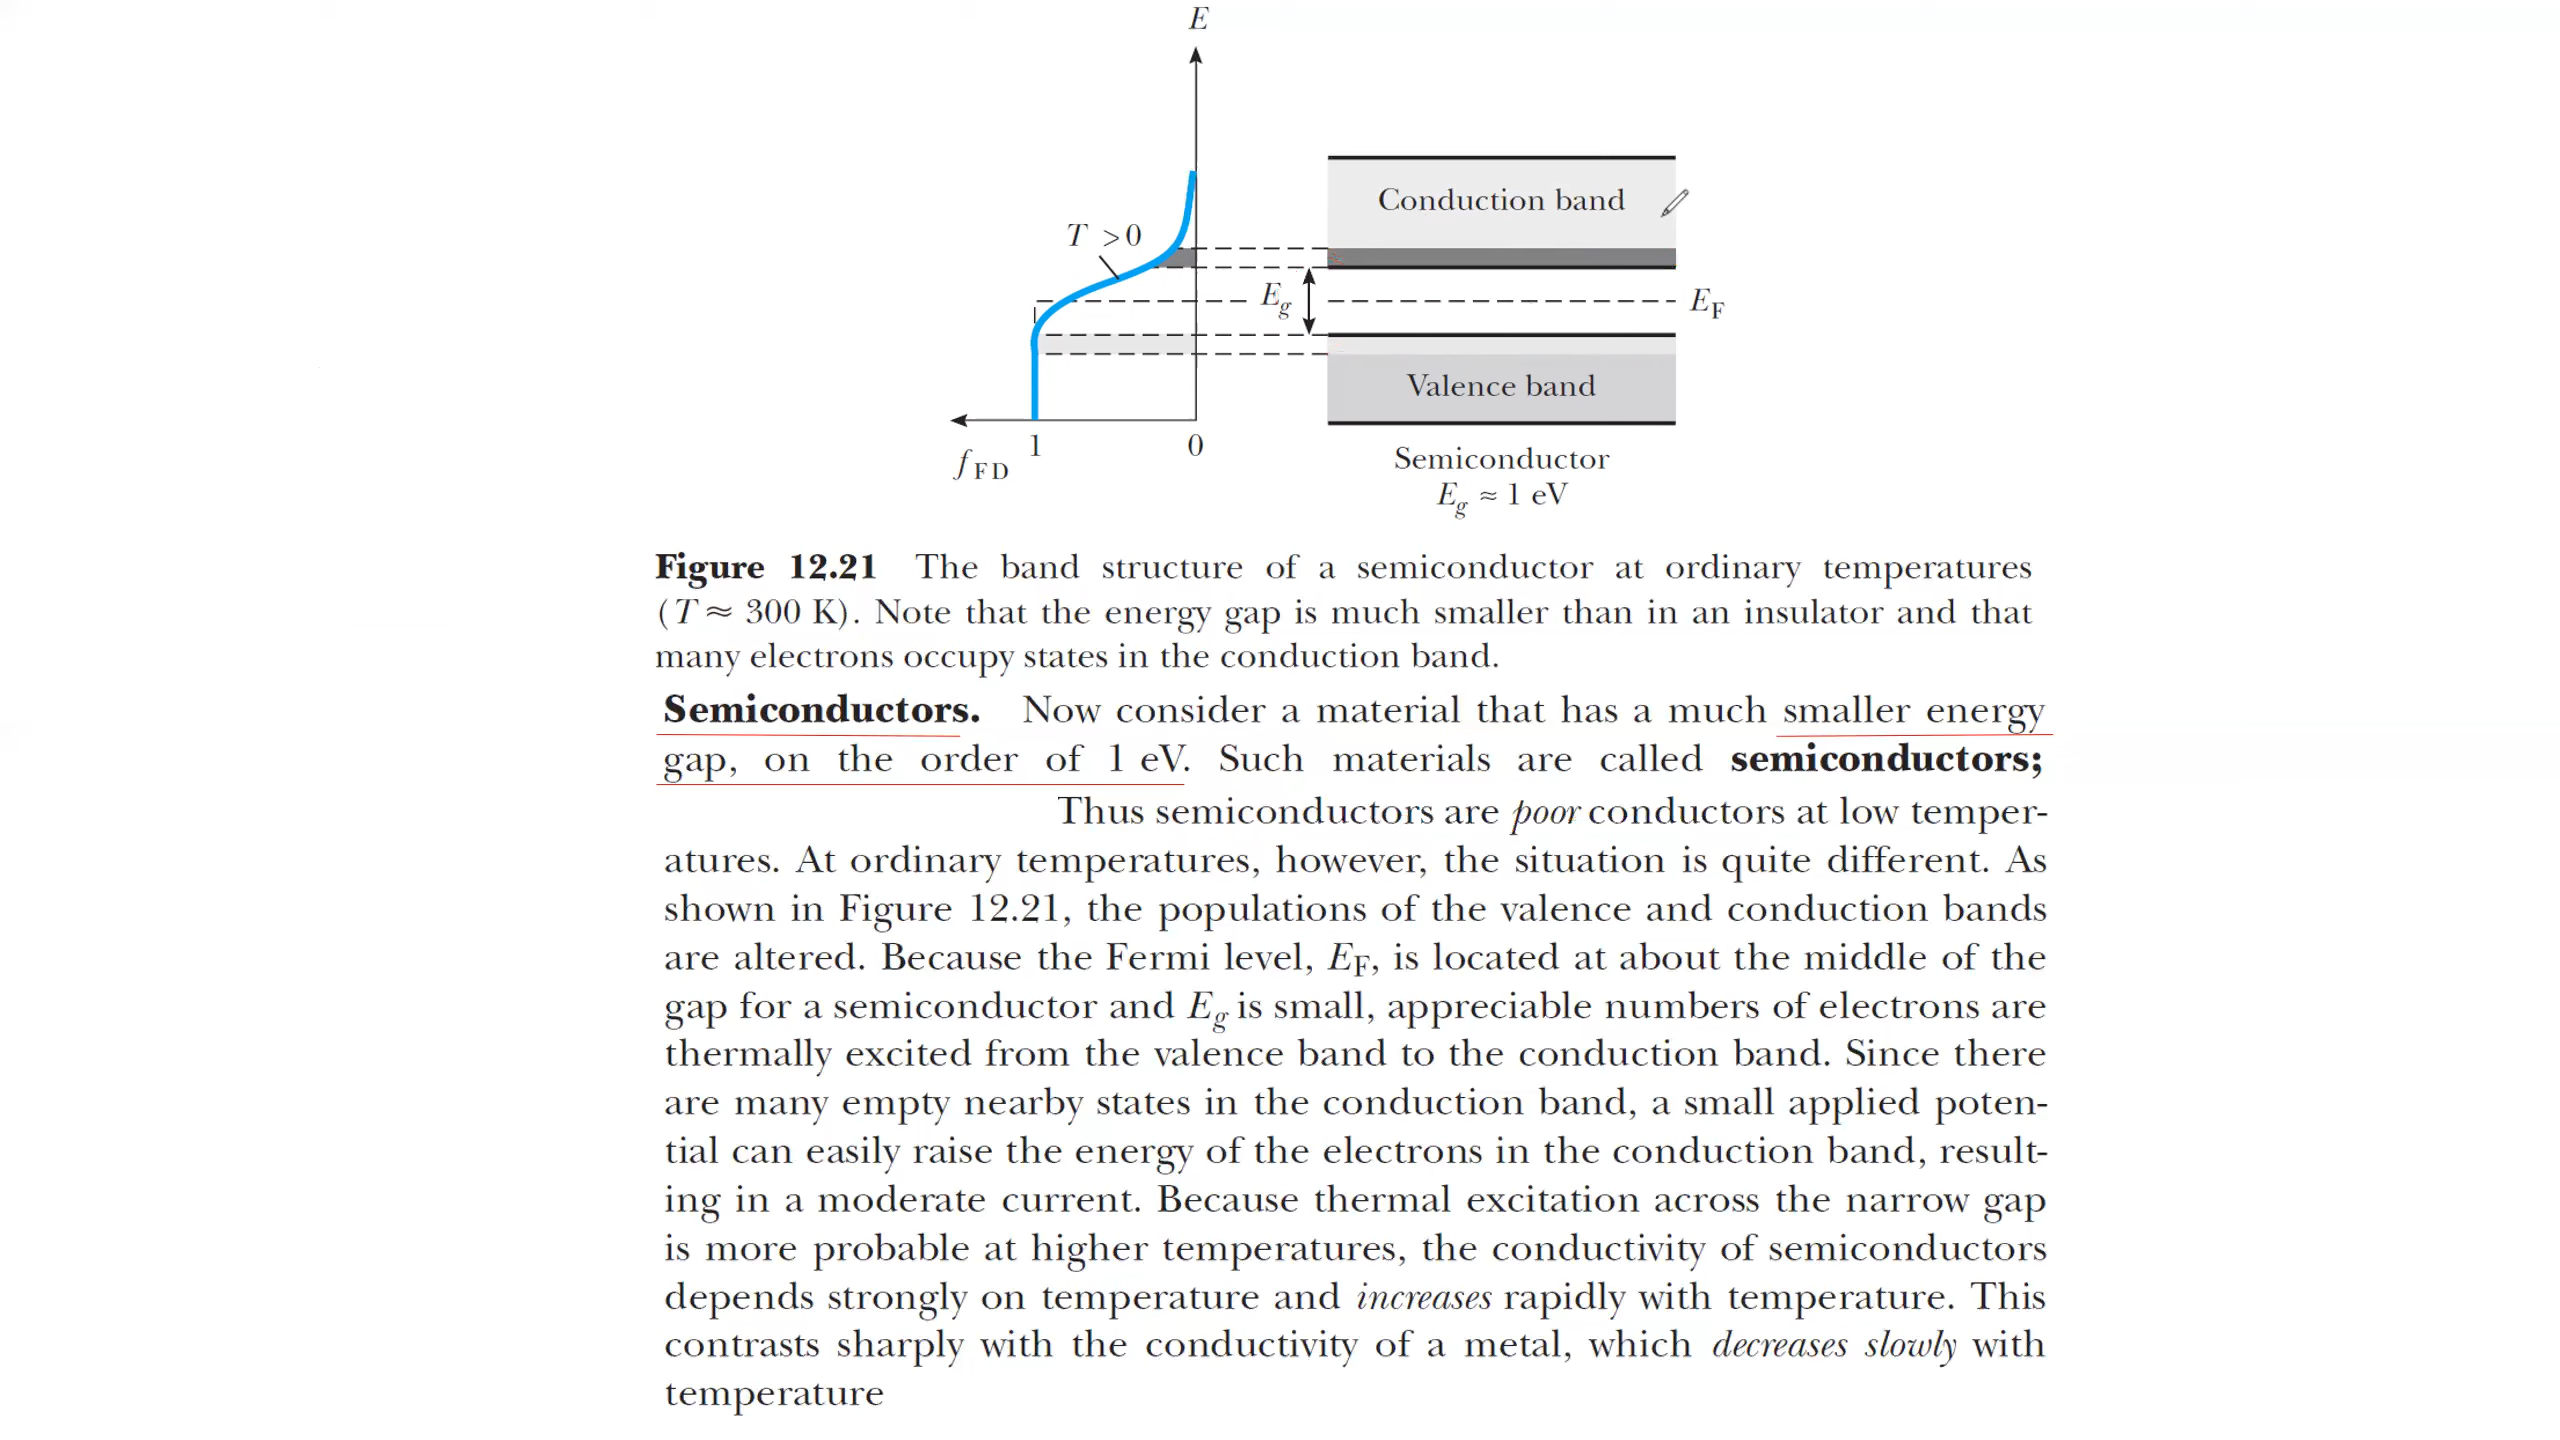 E
Conduction band
T > 0
E_g
E_F
Valence band
1
0
f_FD
Semiconductor
E_g ≈ 1 eV
Figure 12.21 The band structure of a semiconductor at ordinary temperatures
(T ≈ 300 K). Note that the energy gap is much smaller than in an insulator and that
many electrons occupy states in the conduction band.
Semiconductors. Now consider a material that has a much smaller energy
gap, on the order of 1 eV. Such materials are called semiconductors;
Thus semiconductors are poor conductors at low temper-
atures. At ordinary temperatures, however, the situation is quite different. As
shown in Figure 12.21, the populations of the valence and conduction bands
are altered. Because the Fermi level, E_F, is located at about the middle of the
gap for a semiconductor and E_g is small, appreciable numbers of electrons are
thermally excited from the valence band to the conduction band. Since there
are many empty nearby states in the conduction band, a small applied poten-
tial can easily raise the energy of the electrons in the conduction band, result-
ing in a moderate current. Because thermal excitation across the narrow gap
is more probable at higher temperatures, the conductivity of semiconductors
depends strongly on temperature and increases rapidly with temperature. This
contrasts sharply with the conductivity of a metal, which decreases slowly with
temperature